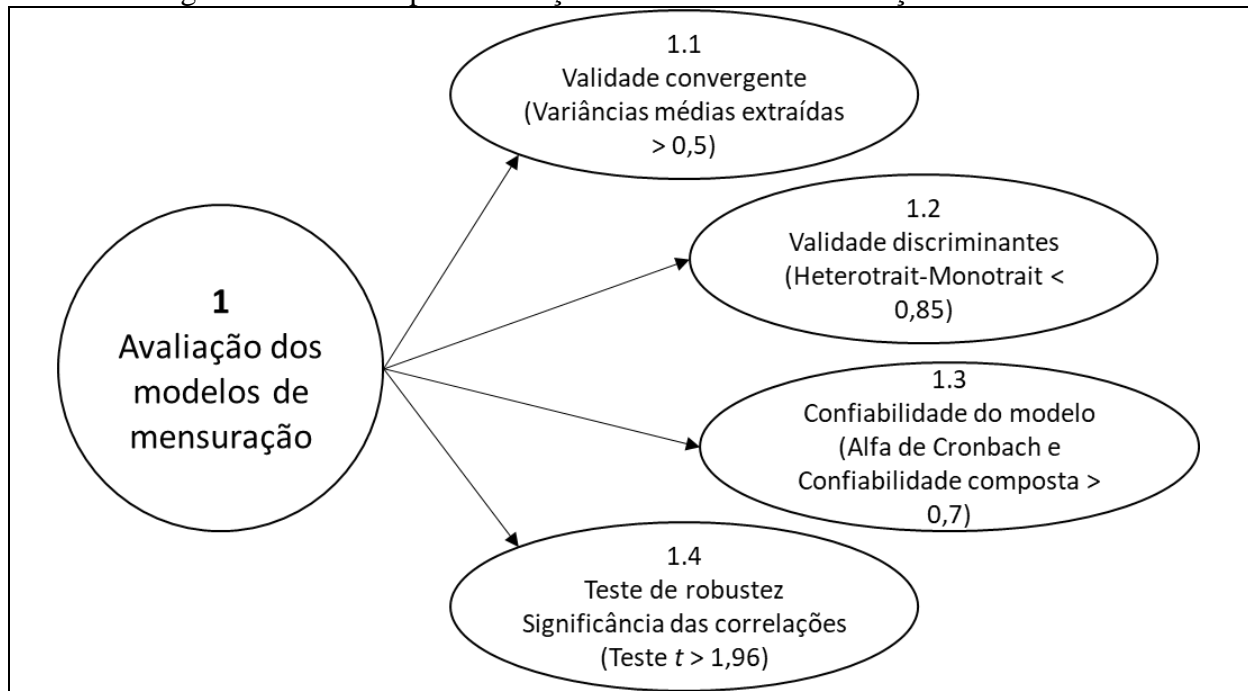 1
Avaliação dos
modelos de
mensuração
1.1
Validade convergente
(Variâncias médias extraídas
> 0,5)
1.2
Validade discriminantes
(Heterotrait-Monotrait <
0,85)
1.3
Confiabilidade do modelo
(Alfa de Cronbach e
Confiabilidade composta >
0,7)
1.4
Teste de robustez
Significância das correlações
(Teste t > 1,96)